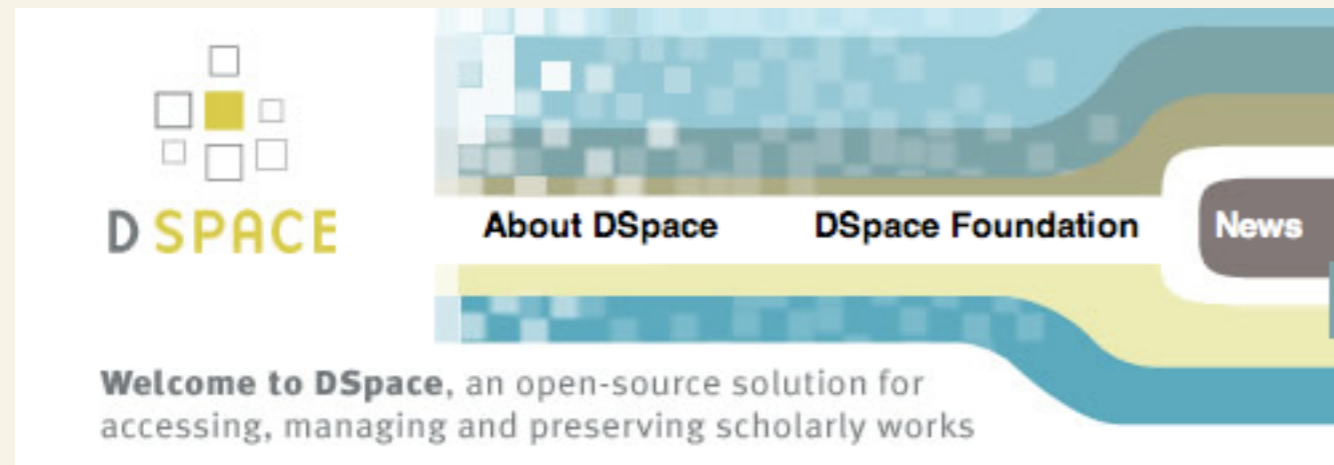 D SPACE
About DSpace DSpace Foundation News
Welcome to DSpace, an open-source solution for
accessing, managing and preserving scholarly works